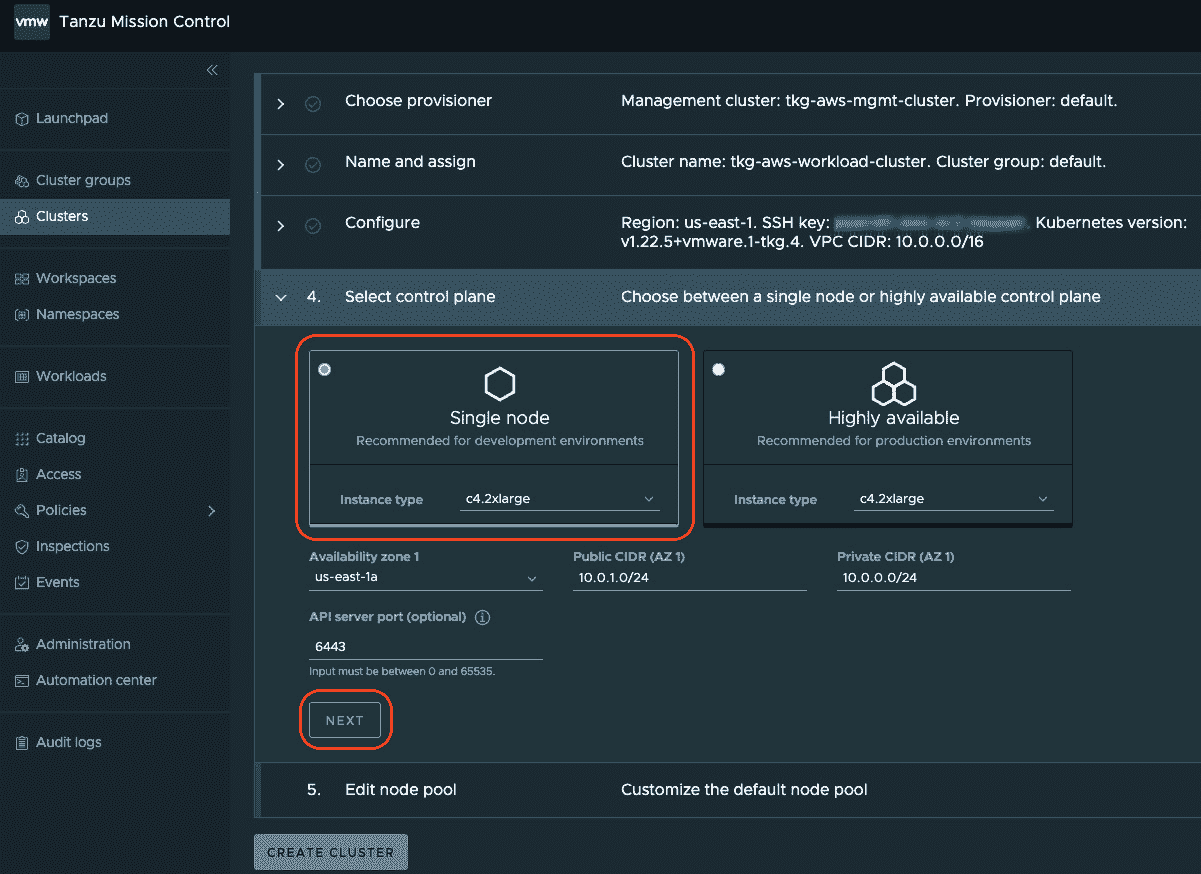 vmw Tanzu Mission Control
Launchpad
Cluster groups
Clusters
Workspaces
Namespaces
Workloads
Catalog
Access
Policies
Inspections
Events
Administration
Automation center
Audit logs
Choose provisioner Management cluster: tkg-aws-mgmt-cluster. Provisioner: default.
Name and assign Cluster name: tkg-aws-workload-cluster. Cluster group: default.
Configure Region: us-east-1. SSH key: . Kubernetes version:
v1.22.5+vmware.1-tkg.4. VPC CIDR: 10.0.0.0/16
4. Select control plane Choose between a single node or highly available control plane
Single node
Recommended for development environments
Instance type c4.2xlarge
Highly available
Recommended for production environments
Instance type c4.2xlarge
Availability zone 1 Public CIDR (AZ 1) Private CIDR (AZ 1)
us-east-1a 10.0.1.0/24 10.0.0.0/24
API server port (optional)
6443
Input must be between 0 and 65535.
NEXT
5. Edit node pool Customize the default node pool
CREATE CLUSTER